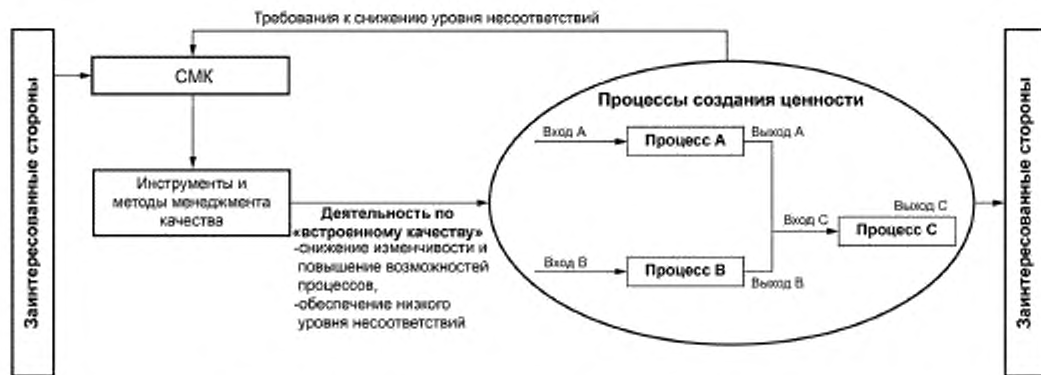 Требования к снижению уровня несоответствий
Заинтересованные стороны
СМК
Инструменты и
методы менеджмента
качества
Деятельность по
«встроенному качеству»
-снижение изменчивости и
повышение возможностей
процессов,
-обеспечение низкого
уровня несоответствий
Процессы создания ценности
Вход А
Процесс А
Выход А
Вход В
Процесс В
Выход В
Вход С
Процесс С
Выход С
Заинтересованные стороны